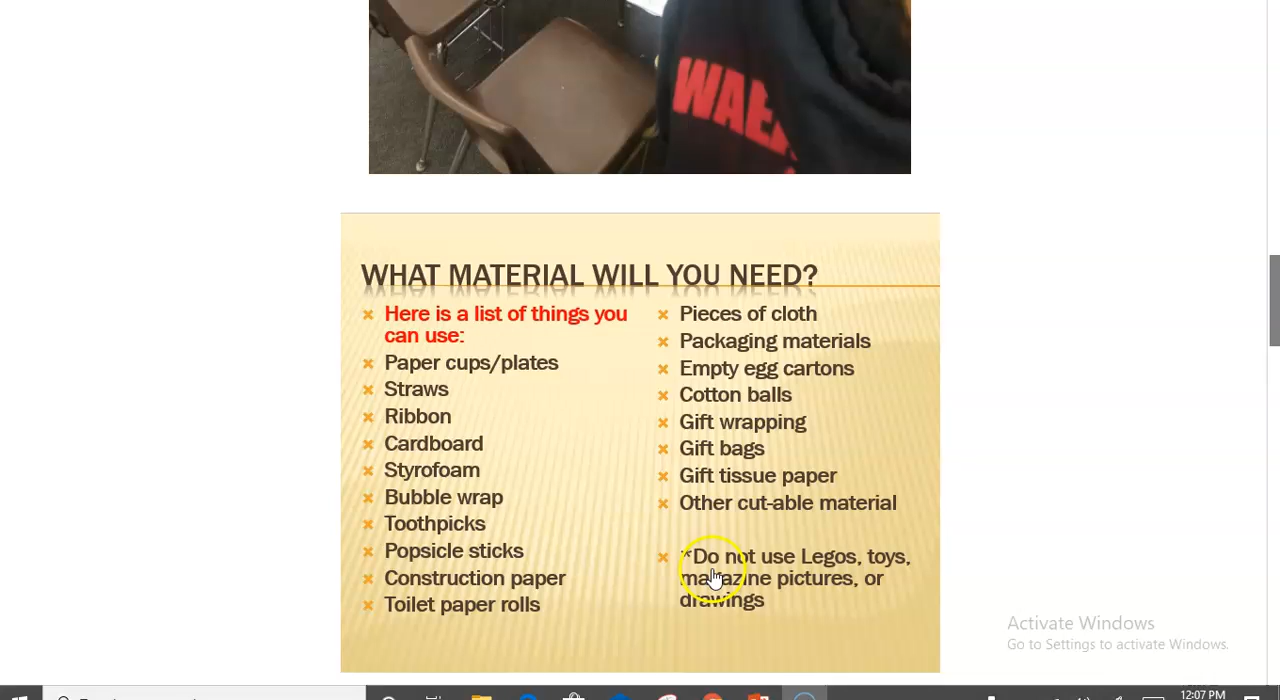 WHAT MATERIAL WILL YOU NEED?
Here is a list of things you
can use:
Paper cups/plates
Straws
Ribbon
Cardboard
Styrofoam
Bubble wrap
Toothpicks
Popsicle sticks
Construction paper
Toilet paper rolls
Pieces of cloth
Packaging materials
Empty egg cartons
Cotton balls
Gift wrapping
Gift bags
Gift tissue paper
Other cut-able material
*Do not use Legos, toys,
magazine pictures, or
drawings
Activate Windows
Go to Settings to activate Windows.
12:07 PM